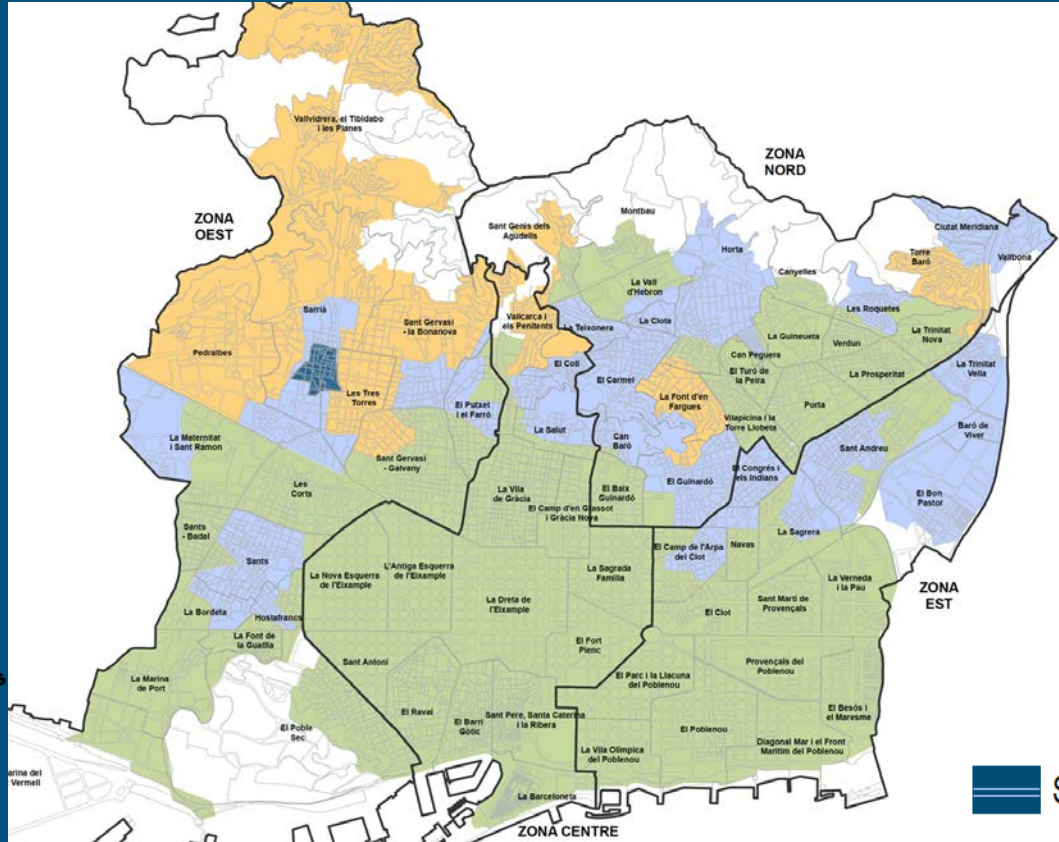 Vallvidrera, el Tibidabo
i les Planes
ZONA
NORD
ZONA
OEST
Sant Genís dels
Agudells
Montbau
Horta
Ciutat Meridiana
Torre
Baró
Vallbona
Canyelles
La Vall
d'Hebron
Sarrià
Sant Gervasi
- la Bonanova
Vallcarca i
els Penitents
La Teixonera
La Clota
Les Roquetes
La Guineueta
Verdun
La Trinitat
Nova
Pedralbes
Can Peguera
El Turó de
la Peira
La Prosperitat
La Trinitat
Vella
El Coll
El Carmel
Les Tres
Torres
El Putxet
i el Farró
La Font d'en
Fargues
Porta
Vilapicina i la
Torre Llobeta
Baró de
Viver
La Salut
Can
Baró
Sant Andreu
La Maternitat
i Sant Ramon
Sant Gervasi
- Galvany
El Guinardó
El Congrés i
els Indians
El Bon
Pastor
Les
Corts
La Vila
de Gràcia
El Baix
Guinardó
El Camp d'en Grassot
i Gràcia Nova
Sants
- Badal
La Sagrera
Navas
El Camp de l'Arpa
del Clot
Sants
L'Antiga Esquerra
de l'Eixample
La Nova Esquerra
de l'Eixample
La Sagrada
Família
La Verneda
i la Pau
ZONA
EST
La Dreta de
l'Eixample
Sant Martí de
Provençals
La Bordeta
Hostafrancs
El Clot
La Font de
la Guatlla
El Fort
Pienc
Sant Antoni
Provençals del
Poblenou
La Marina
de Port
El Parc i la Llacuna
del Poblenou
El Raval
El Barri
Gòtic
Sant Pere, Santa Caterina
i la Ribera
El Besòs i
el Maresme
El Poble
Sec
El Poblenou
Diagonal Mar i el Front
Marítim del Poblenou
La Vila Olímpica
del Poblenou
arina del
Vermell
La Barceloneta
S
ZONA CENTRE